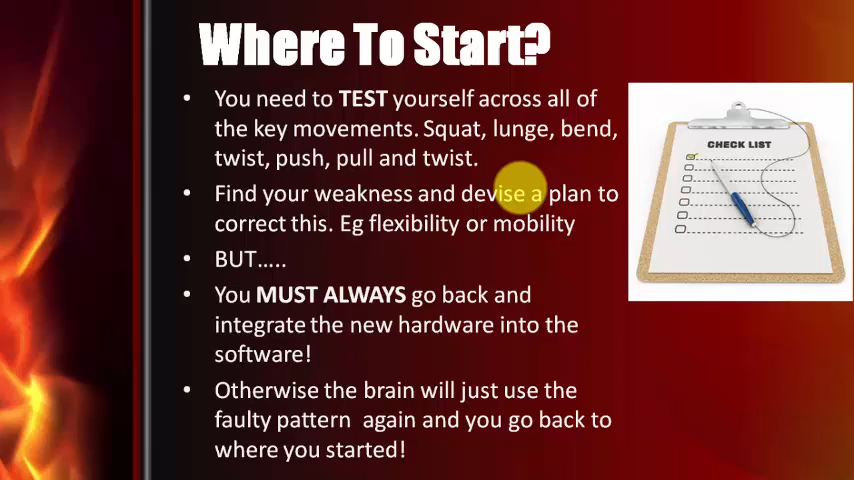 Where To Start?
• You need to TEST yourself across all of
the key movements. Squat, lunge, bend,
twist, push, pull and twist.
• Find your weakness and devise a plan to
correct this. Eg flexibility or mobility
• BUT…..
• You MUST ALWAYS go back and
integrate the new hardware into the
software!
• Otherwise the brain will just use the
faulty pattern  again and you go back to
where you started!
CHECK LIST